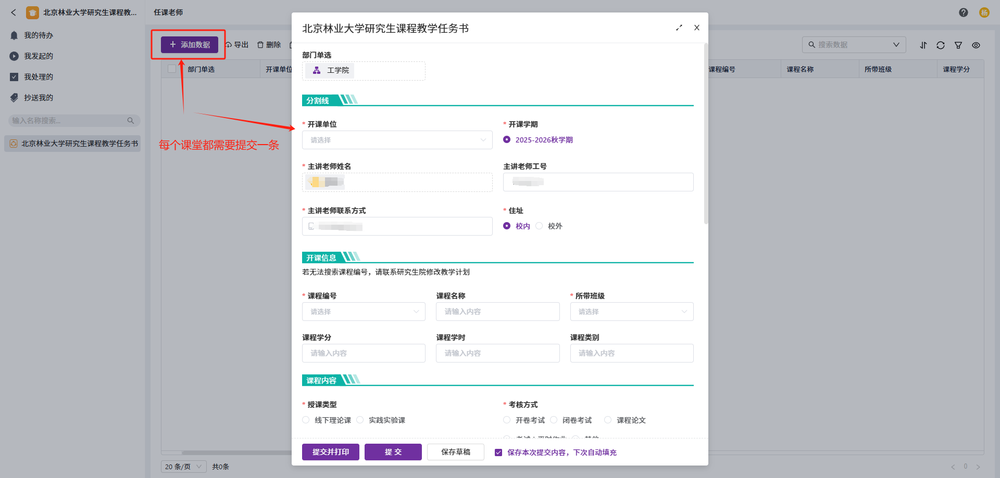 北京林业大学研究生课程教...
任课老师
杨
我的待办
我发起的
我处理的
抄送我的
输入名称搜索...
北京林业大学研究生课程教学任务书
添加数据
导出
删除
搜索数据
部门单选
开课单位
课程编号
课程名称
所带班级
课程学分
每个课堂都需要提交一条
20 条/页
共0条
0
北京林业大学研究生课程教学任务书
部门单选
工学院
分割线
* 开课单位
* 开课学期
请选择
2025-2026秋学期
* 主讲老师姓名
主讲老师工号
* 主讲老师联系方式
* 住址
校内
校外
开课信息
若无法搜索课程编号，请联系研究生院修改教学计划
* 课程编号
课程名称
* 所带班级
请选择
请输入内容
请选择
课程学分
课程学时
课程类别
请输入内容
请输入内容
请输入内容
课程内容
* 授课类型
* 考核方式
线下理论课
实践实验课
开卷考试
闭卷考试
课程论文
考试+平时作业
其他
提交并打印
提 交
保存草稿
保存本次提交内容，下次自动填充